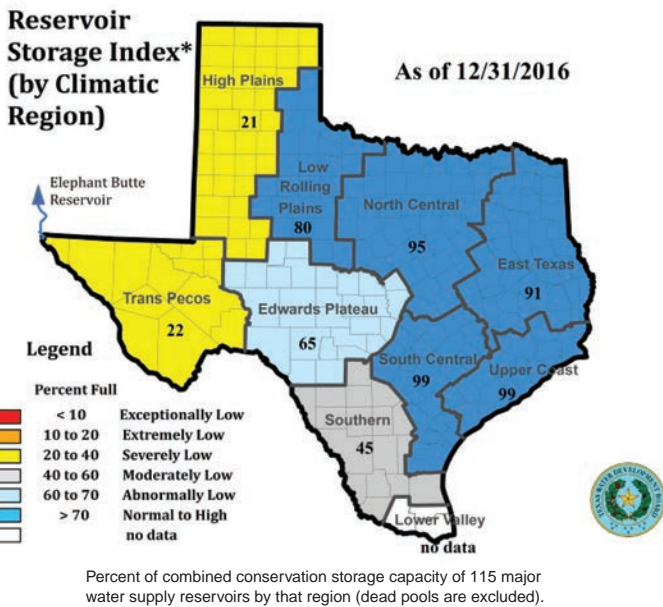 Reservoir
Storage Index*
(by Climatic
Region)
As of 12/31/2016
High Plains
21
Low
Rolling
Plains
80
North Central
95
East Texas
91
Elephant Butte
Reservoir
Trans Pecos
22
Edwards Plateau
65
South Central
99
Upper Coast
99
Southern
45
Lower Valley
no data
Legend
Percent Full
< 10 Exceptionally Low
10 to 20 Extremely Low
20 to 40 Severely Low
40 to 60 Moderately Low
60 to 70 Abnormally Low
> 70 Normal to High
no data
TEXAS WATER DEVELOPMENT BOARD
Percent of combined conservation storage capacity of 115 major
water supply reservoirs by that region (dead pools are excluded).